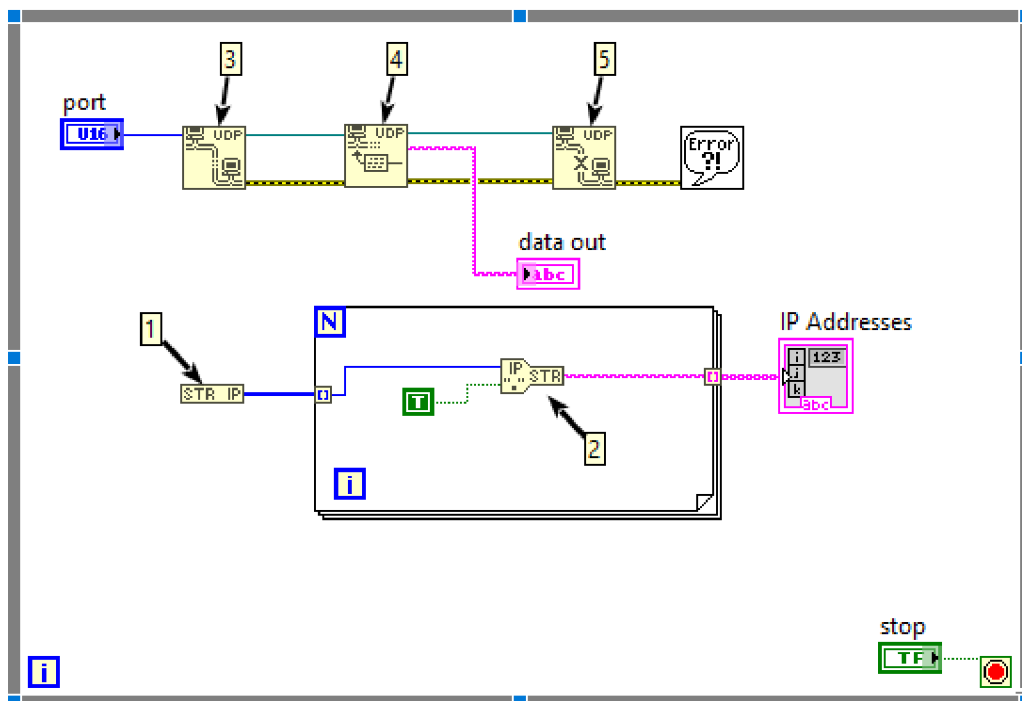 3
4
5
port
U16
UDP
UDP
UDP
Error
?!
data out
abc
1
N
IP Addresses
STR IP
IP
STR
T
i
123
j
k
abc
2
i
stop
TF
i